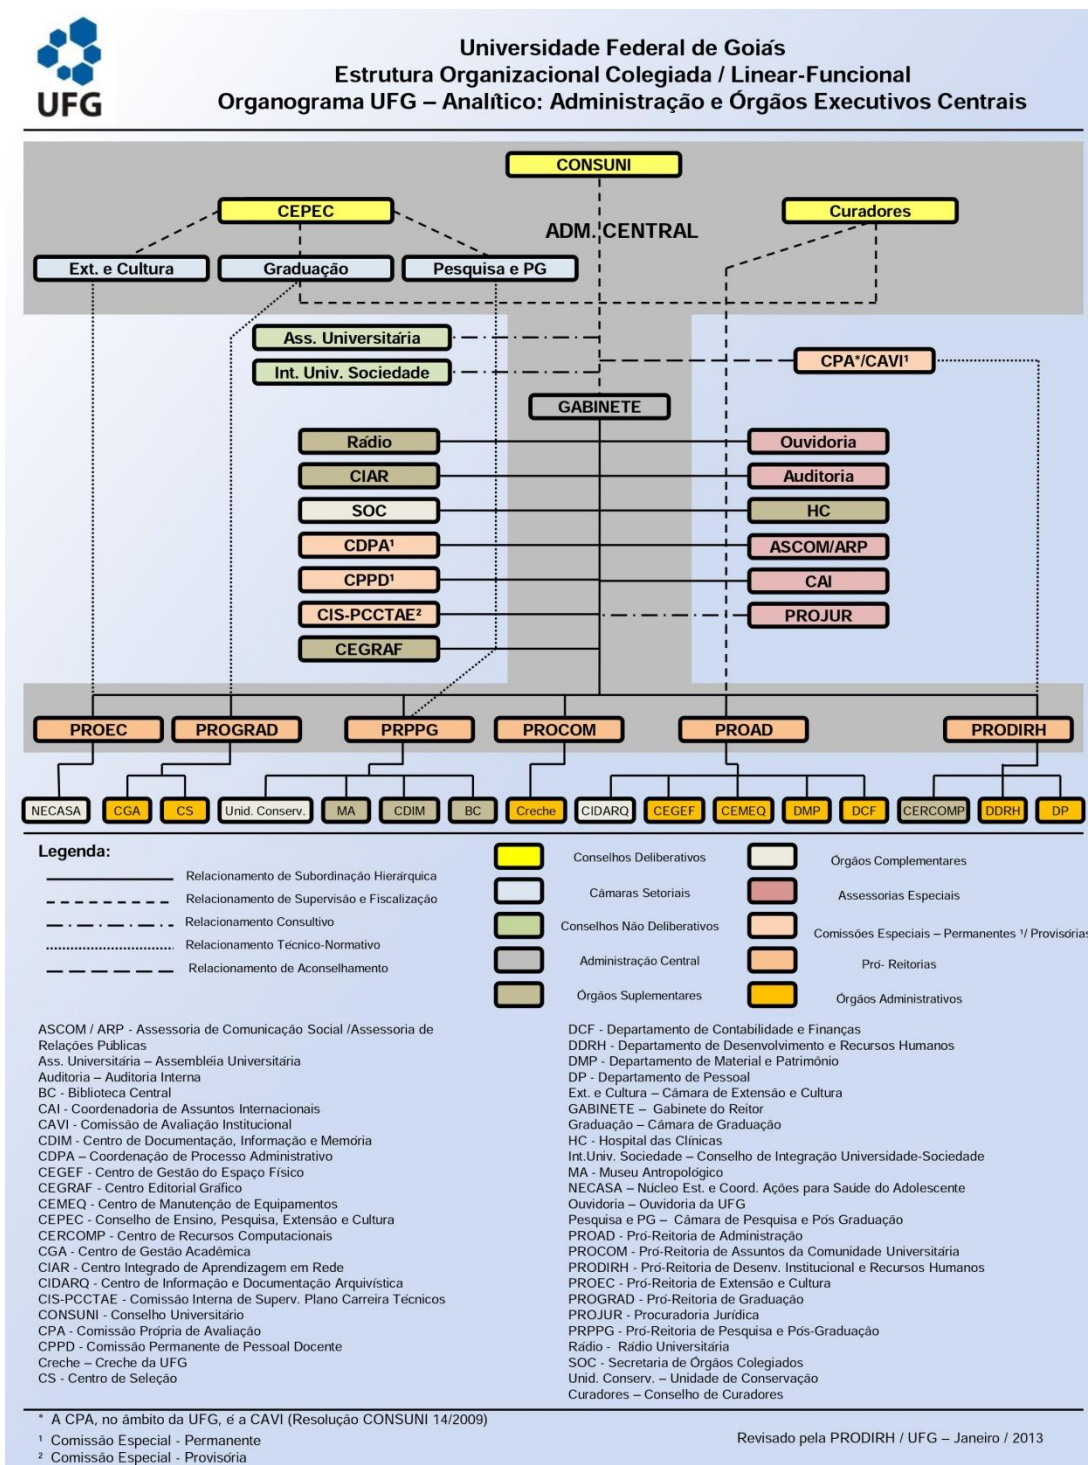 UFG
Universidade Federal de Goiás
Estrutura Organizacional Colegiada / Linear-Funcional
Organograma UFG – Analítico: Administração e Órgãos Executivos Centrais
CONSUNI
CEPEC
Curadores
ADM. CENTRAL
Ext. e Cultura
Graduação
Pesquisa e PG
Ass. Universitária
CPA*/CAVI¹
Int. Univ. Sociedade
GABINETE
Rádio
Ouvidoria
CIAR
Auditoria
SOC
HC
CDPA¹
ASCOM/ARP
CPPD¹
CAI
CIS-PCCTAE²
PROJUR
CEGRAF
PROEC
PROGRAD
PRPPG
PROCOM
PROAD
PRODIRH
NECASA
CGA
CS
Unid. Conserv.
MA
CDIM
BC
Creche
CIDARQ
CEGEF
CEMEQ
DMP
DCF
CERCOMP
DDRH
DP
Legenda:
Relacionamento de Subordinação Hierárquica
Relacionamento de Supervisão e Fiscalização
Relacionamento Consultivo
Relacionamento Técnico-Normativo
Relacionamento de Aconselhamento
Conselhos Deliberativos
Câmaras Setoriais
Conselhos Não Deliberativos
Administração Central
Órgãos Suplementares
Órgãos Complementares
Assessorias Especiais
Comissões Especiais – Permanentes ¹/ Provisórias
Pró- Reitorias
Órgãos Administrativos
ASCOM / ARP - Assessoria de Comunicação Social /Assessoria de
Relações Públicas
Ass. Universitária – Assembléia Universitária
Auditoria – Auditoria Interna
BC - Biblioteca Central
CAI - Coordenadoria de Assuntos Internacionais
CAVI - Comissão de Avaliação Institucional
CDIM - Centro de Documentação, Informação e Memória
CDPA – Coordenação de Processo Administrativo
CEGEF - Centro de Gestão do Espaço Físico
CEGRAF - Centro Editorial Gráfico
CEMEQ - Centro de Manutenção de Equipamentos
CEPEC - Conselho de Ensino, Pesquisa, Extensão e Cultura
CERCOMP - Centro de Recursos Computacionais
CGA - Centro de Gestão Acadêmica
CIAR - Centro Integrado de Aprendizagem em Rede
CIDARQ - Centro de Informação e Documentação Arquivística
CIS-PCCTAE - Comissão Interna de Superv. Plano Carreira Técnicos
CONSUNI - Conselho Universitário
CPA - Comissão Própria de Avaliação
CPPD - Comissão Permanente de Pessoal Docente
Creche – Creche da UFG
CS - Centro de Seleção
DCF - Departamento de Contabilidade e Finanças
DDRH - Departamento de Desenvolvimento e Recursos Humanos
DMP - Departamento de Material e Patrimônio
DP - Departamento de Pessoal
Ext. e Cultura – Câmara de Extensão e Cultura
GABINETE – Gabinete do Reitor
Graduação – Câmara de Graduação
HC - Hospital das Clínicas
Int.Univ. Sociedade – Conselho de Integração Universidade-Sociedade
MA - Museu Antropológico
NECASA – Núcleo Est. e Coord. Ações para Saúde do Adolescente
Ouvidoria – Ouvidoria da UFG
Pesquisa e PG – Câmara de Pesquisa e Pós Graduação
PROAD - Pró-Reitoria de Administração
PROCOM - Pró-Reitoria de Assuntos da Comunidade Universitária
PRODIRH - Pró-Reitoria de Desenv. Institucional e Recursos Humanos
PROEC - Pró-Reitoria de Extensão e Cultura
PROGRAD - Pró-Reitoria de Graduação
PROJUR - Procuradoria Jurídica
PRPPG - Pró-Reitoria de Pesquisa e Pós-Graduação
Rádio - Rádio Universitária
SOC - Secretaria de Órgãos Colegiados
Unid. Conserv. – Unidade de Conservação
Curadores – Conselho de Curadores
* A CPA, no âmbito da UFG, é a CAVI (Resolução CONSUNI 14/2009)
¹ Comissão Especial - Permanente
² Comissão Especial - Provisória
Revisado pela PRODIRH / UFG – Janeiro / 2013